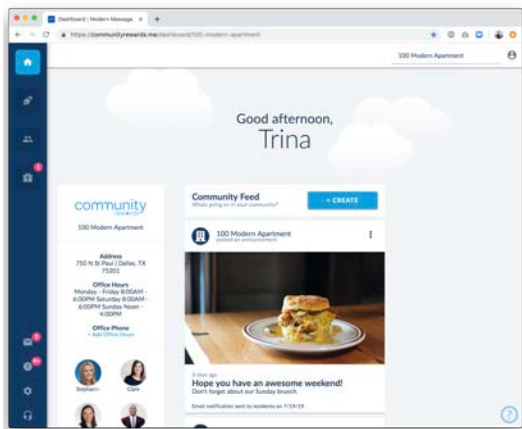 Dashboard | Modern Message
https://communityrewards.me/dashboard/100-modern-apartment
100 Modern Apartment
Good afternoon,
Trina
community
rewards
100 Modern Apartment
Address
750 N St Paul | Dallas, TX
75201
Office Hours
Monday - Friday 8:00AM -
6:00PM Saturday 8:00AM -
6:00PM Sunday Noon -
4:00PM
Office Phone
+ Add Office Hours
Stephanie
Clara
Community Feed
Whats going on in your community?
+ CREATE
100 Modern Apartment
posted an announcement
3 days ago
Hope you have an awesome weekend!
Don't forget about our Sunday brunch.
Email notification sent to residents on 7/19/19